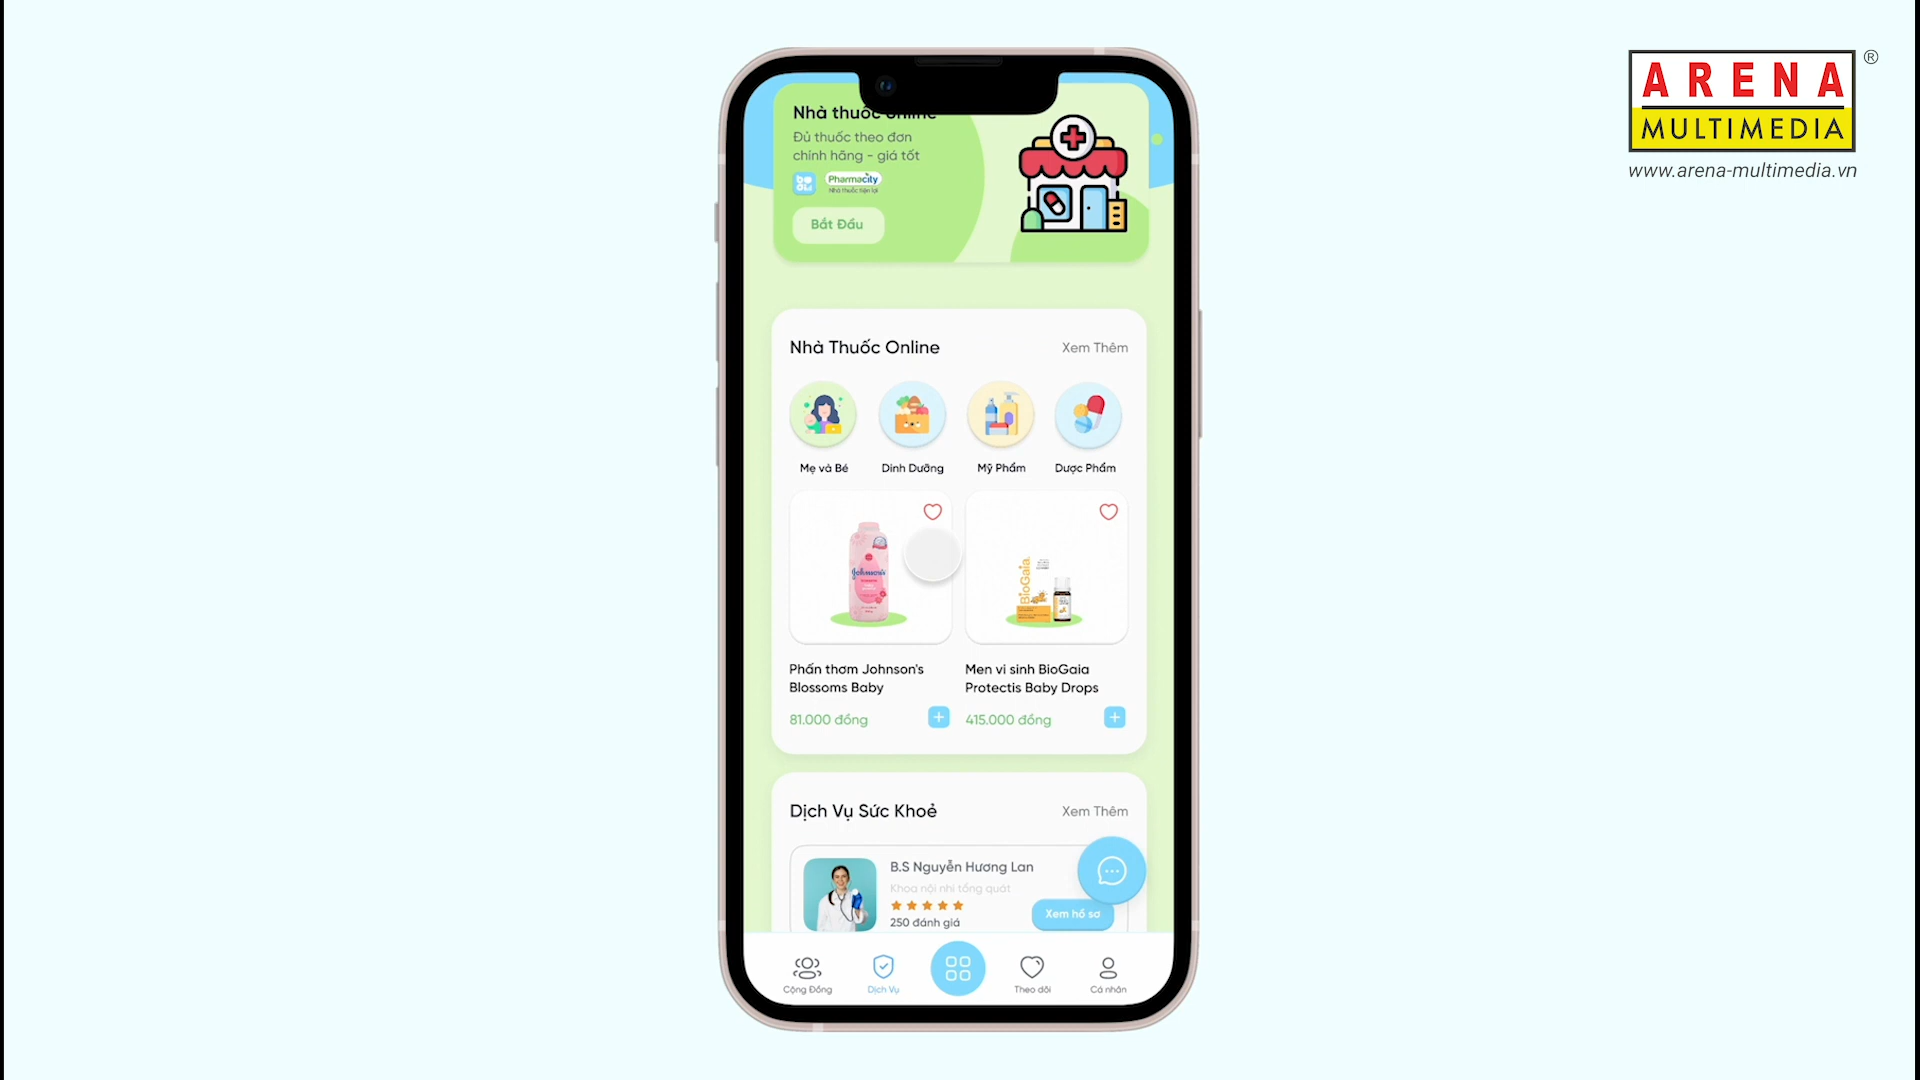 ARENA
®
MULTIMEDIA
www.arena-multimedia.vn
Nhà thuốc online
Đủ thuốc theo đơn
chính hãng - giá tốt
Pharmacity
Nhà thuốc tiện lợi
Bắt Đầu
Nhà Thuốc Online
Xem Thêm
Mẹ và Bé
Dinh Dưỡng
Mỹ Phẩm
Dược Phẩm
Johnson's
BioGaia
Phấn thơm Johnson's
Blossoms Baby
81.000 đồng
Men vi sinh BioGaia
Protectis Baby Drops
415.000 đồng
Dịch Vụ Sức Khoẻ
Xem Thêm
B.S Nguyễn Hương Lan
Khoa nội nhi tổng quát
250 đánh giá
Xem hồ sơ
Cộng Đồng
Dịch Vụ
Theo dõi
Cá nhân